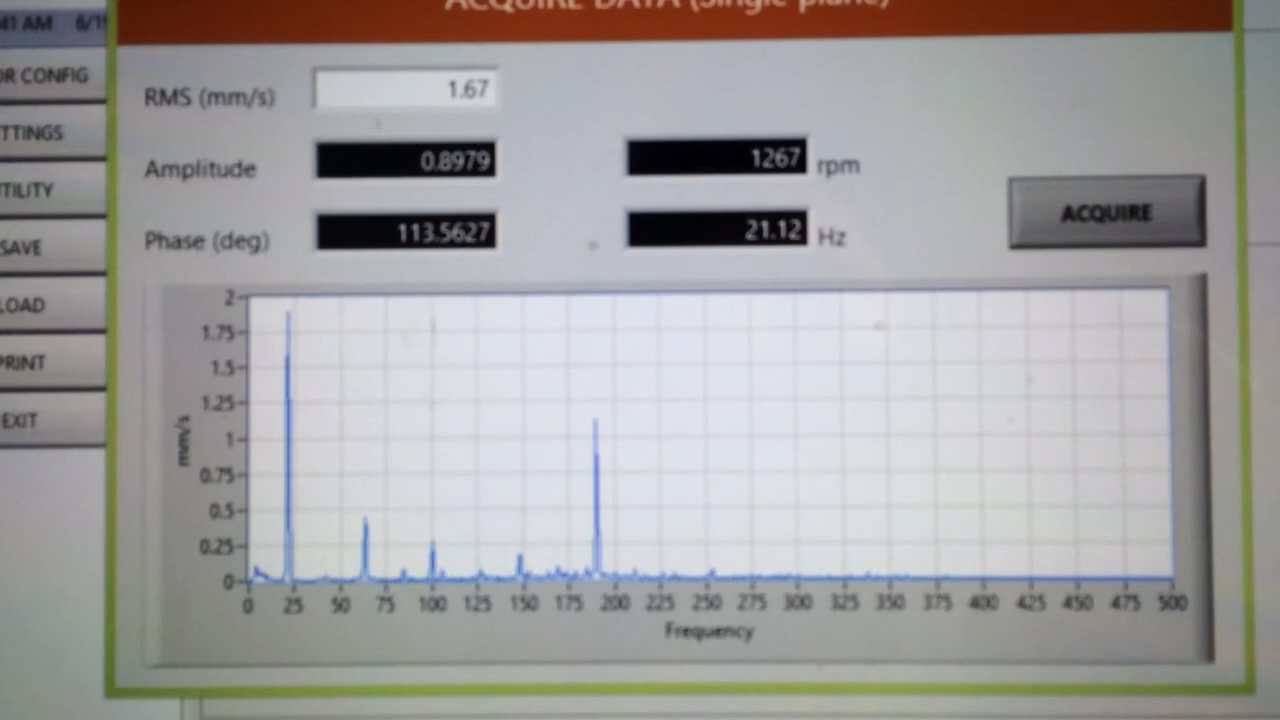 ACQUIRE DATA (Single plane)
41 AM 6/1
OR CONFIG
TTINGS
TILITY
SAVE
LOAD
PRINT
EXIT
RMS (mm/s) 1.67
Amplitude 0.8979 1267 rpm
Phase (deg) 113.5627 21.12 Hz
ACQUIRE
2
1.75
1.5
1.25
1
0.75
0.5
0.25
0
mm/s
0 25 50 75 100 125 150 175 200 225 250 275 300 325 350 375 400 425 450 475 500
Frequency